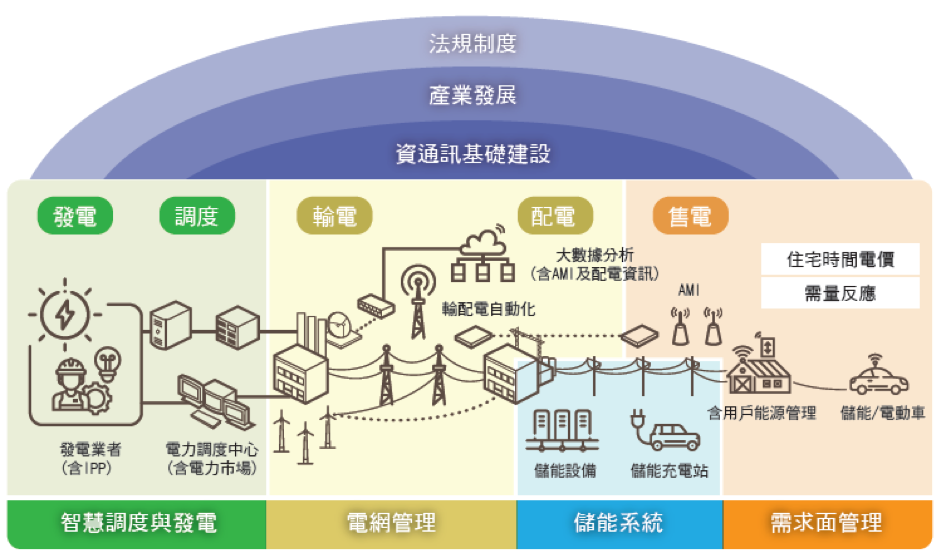 法規制度
產業發展
資通訊基礎建設
發電
調度
輸電
配電
售電
大數據分析
(含AMI及配電資訊)
輸配電自動化
AMI
住宅時間電價
需量反應
發電業者
(含IPP)
電力調度中心
(含電力市場)
儲能設備
儲能充電站
含用戶能源管理
儲能/電動車
智慧調度與發電
電網管理
儲能系統
需求面管理